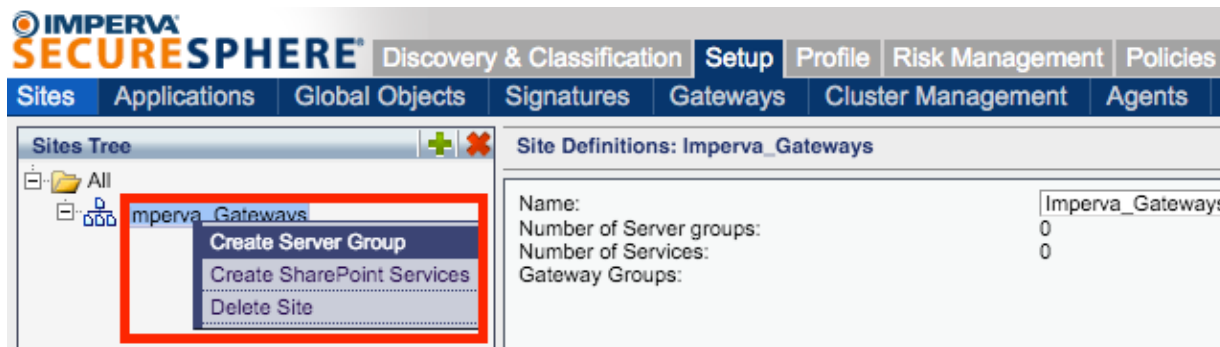 IMPERVA
SECURESPHERE® Discovery & Classification Setup Profile Risk Management Policies
Sites Applications Global Objects Signatures Gateways Cluster Management Agents
Sites Tree
Site Definitions: Imperva_Gateways
All
mperva_Gateways
Create Server Group
Create SharePoint Services
Delete Site
Name: Imperva_Gateways
Number of Server groups: 0
Number of Services: 0
Gateway Groups: